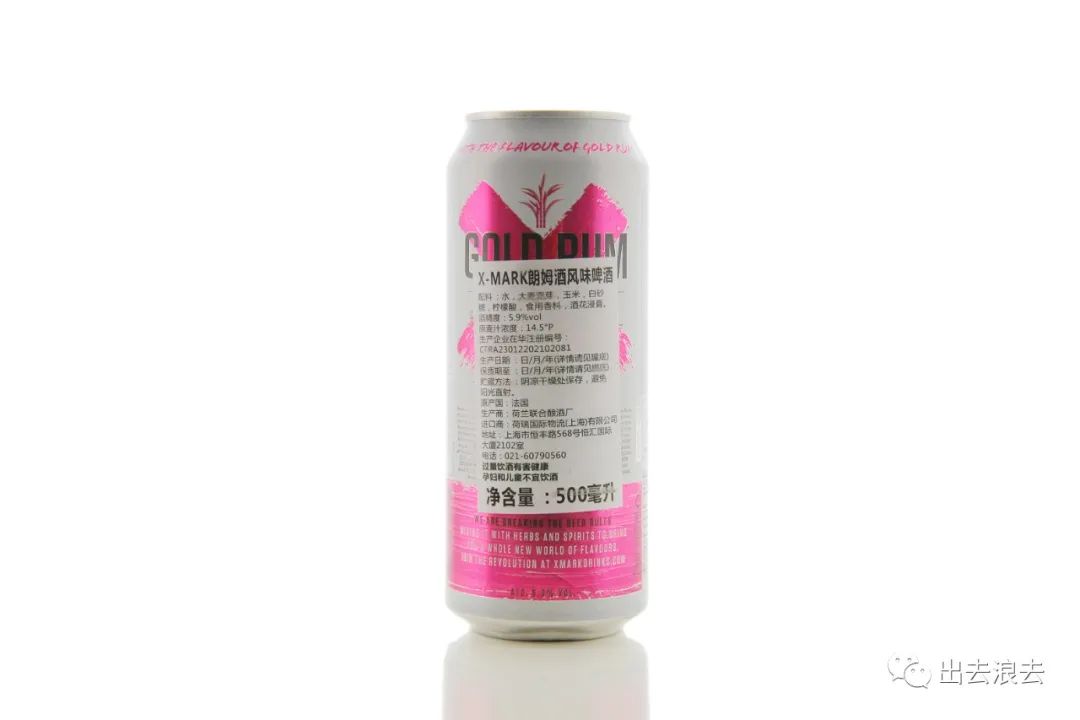 THE FLAVOUR OF GOLD RUM
GOLD RUM
X-MARK朗姆酒风味啤酒
配料：水，大麦麦芽，玉米，白砂
糖，柠檬酸，食用香料，酒花浸膏。
酒精度：5.9%vol
原麦汁浓度：14.5°P
生产企业在华注册编号：
CFRA23012202102081
生产日期：日/月/年(详情请见罐底)
保质期至：日/月/年(详情请见罐底)
贮藏方法：阴凉干燥处保存，避免
阳光直射。
原产国：法国
生产商：荷兰联合酿酒厂
进口商：荷瑞国际物流(上海)有限公司
地址：上海市恒丰路568号恒汇国际
大厦2102室
电话：021-60790560
过量饮酒有害健康
孕妇和儿童不宜饮酒
净含量：500毫升
WE ARE BREAKING THE BEER RULES
IT WITH HERBS AND SPIRITS TO BRING
WHOLE NEW WORLD OF FLAVOURS.
JOIN THE REVOLUTION AT XMARKDRINKS.COM
ALC. 5.9% VOL.
出去浪去